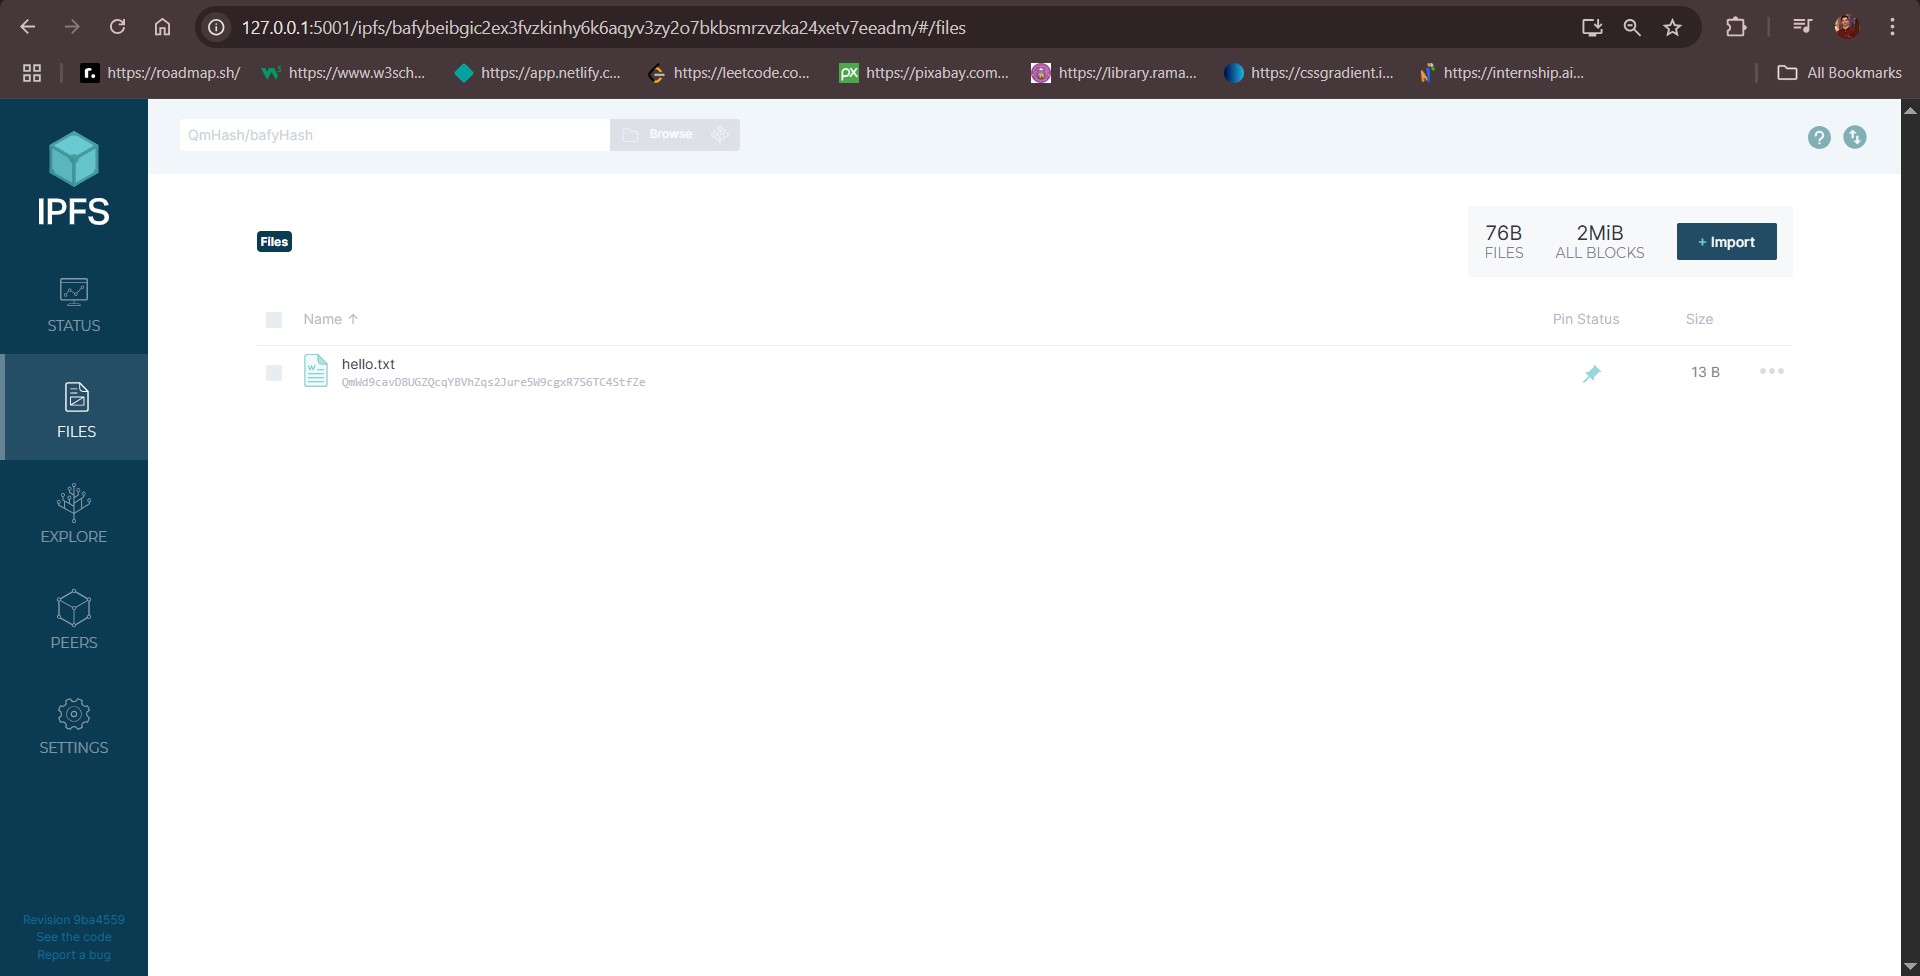 127.0.0.1:5001/ipfs/bafybeibgic2ex3fvzkinhy6k6aqyv3zy2o7bkbsmrzvzka24xetv7eeadm/#/files
https://roadmap.sh/ https://www.w3sch... https://app.netlify.c... https://leetcode.co... https://pixabay.com... https://library.rama... https://cssgradient.i... https://internship.ai... All Bookmarks
QmHash/bafyHash Browse
IPFS
STATUS
FILES
EXPLORE
PEERS
SETTINGS
Revision 9ba4559
See the code
Report a bug
Files
76B 2MiB
FILES ALL BLOCKS
+ Import
Name ↑ Pin Status Size
hello.txt
QmWd9cavD8UGZQcqYBVhZqs2Jure5W9cgxR7S6TC4StfZe
13 B